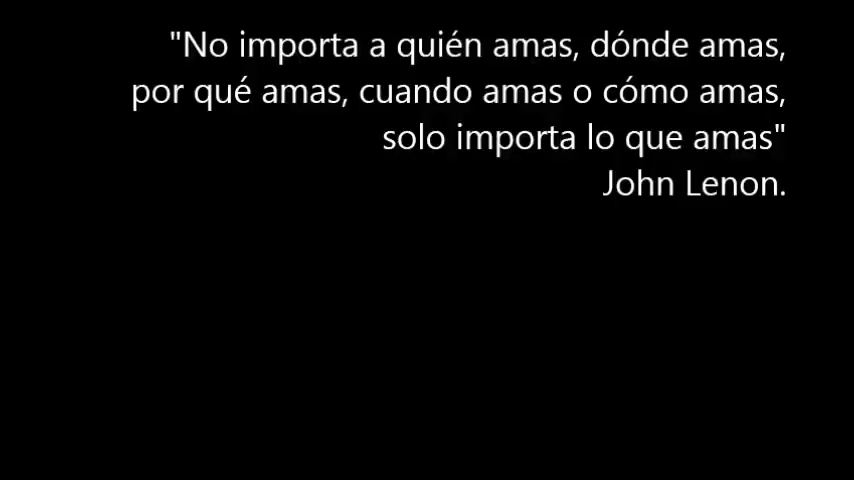 "No importa a quién amas, dónde amas,
por qué amas, cuando amas o cómo amas,
solo importa lo que amas"
John Lenon.